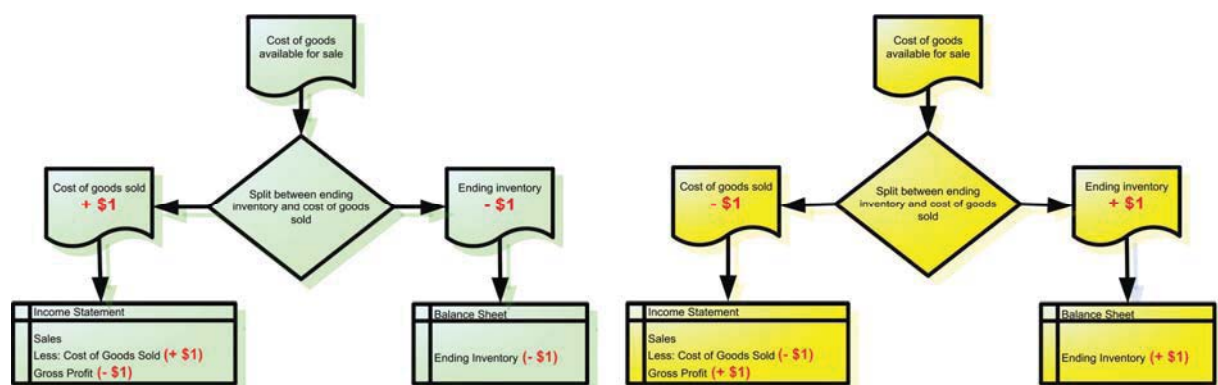 Cost of goods
available for sale
Cost of goods sold
+ $1
Split between ending
inventory and cost of goods
sold
Ending inventory
- $1
Income Statement
Sales
Less: Cost of Goods Sold (+ $1)
Gross Profit (- $1)
Balance Sheet
Ending Inventory (- $1)
Cost of goods
available for sale
Cost of goods sold
- $1
Split between ending
inventory and cost of goods
sold
Ending inventory
+ $1
Income Statement
Sales
Less: Cost of Goods Sold (- $1)
Gross Profit (+ $1)
Balance Sheet
Ending Inventory (+ $1)